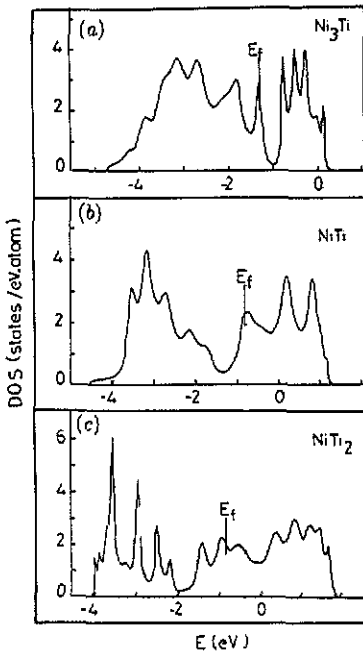 (a)
Ni3Ti
Ef
4
2
0
-4
-2
0
(b)
NiTi
Ef
4
2
0
-4
-2
0
(c)
NiTi2
Ef
6
4
2
0
-4
-2
0
DOS (states/eV.atom)
E (eV)